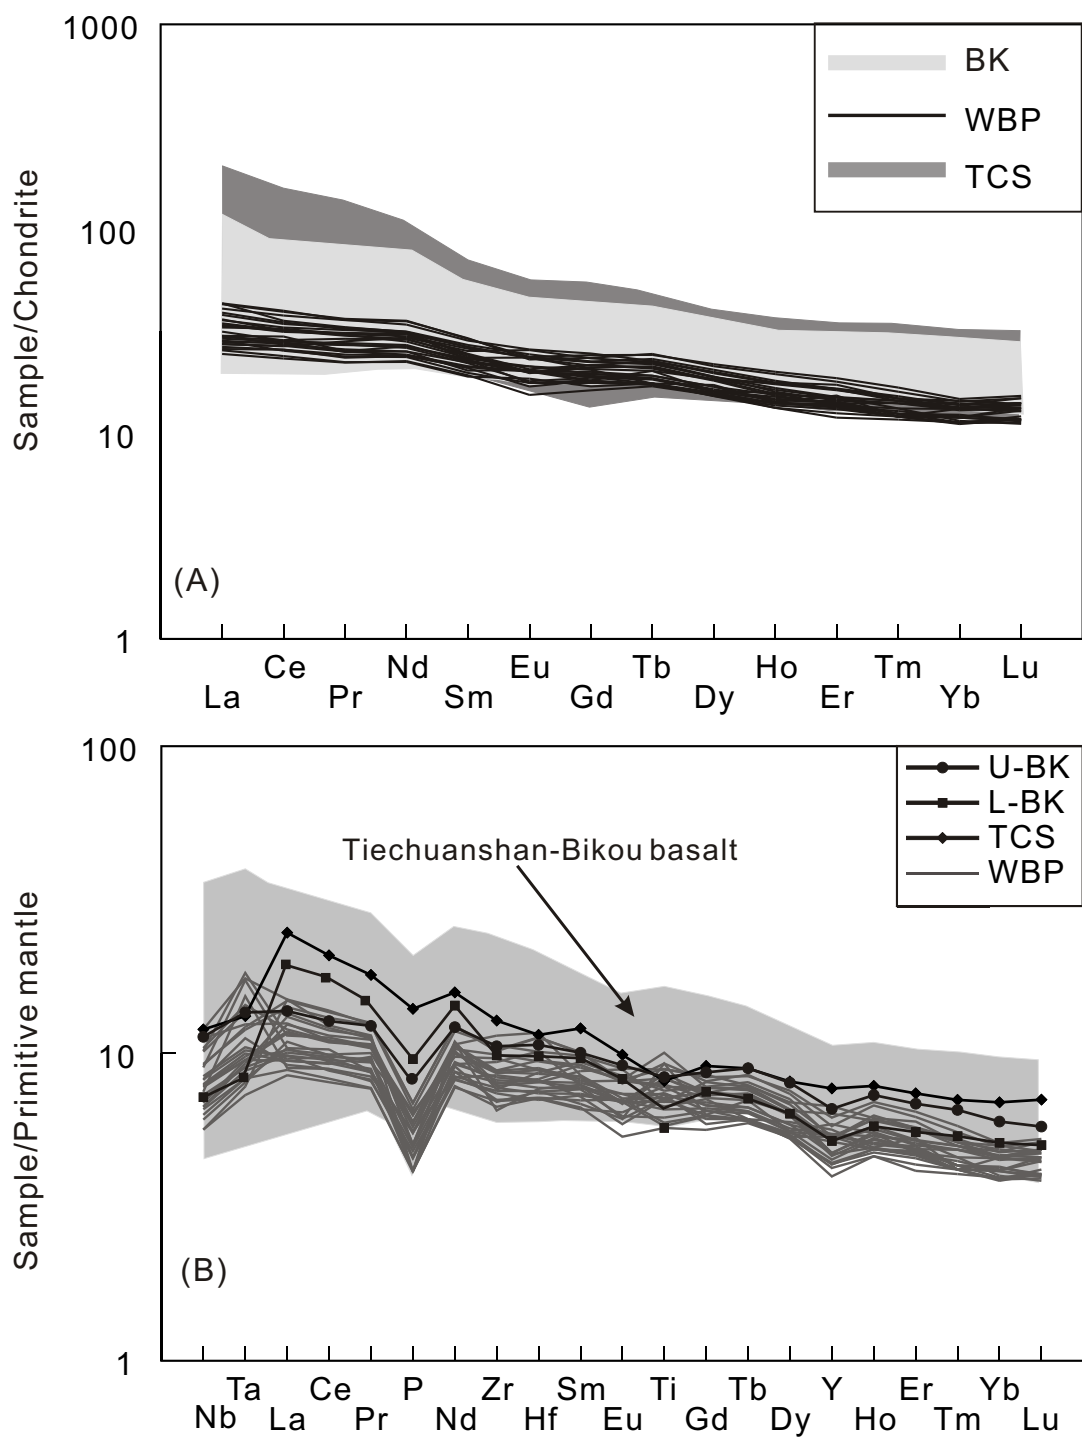 1000
100
10
1
Sample/Chondrite
BK
WBP
TCS
(A)
Ce Nd Eu Tb Ho Tm Lu
La Pr Sm Gd Dy Er Yb
100
10
1
Sample/Primitive mantle
U-BK
L-BK
TCS
WBP
Tiechuanshan-Bikou basalt
(B)
Ta Ce P Zr Sm Ti Tb Y Er Yb
Nb La Pr Nd Hf Eu Gd Dy Ho Tm Lu